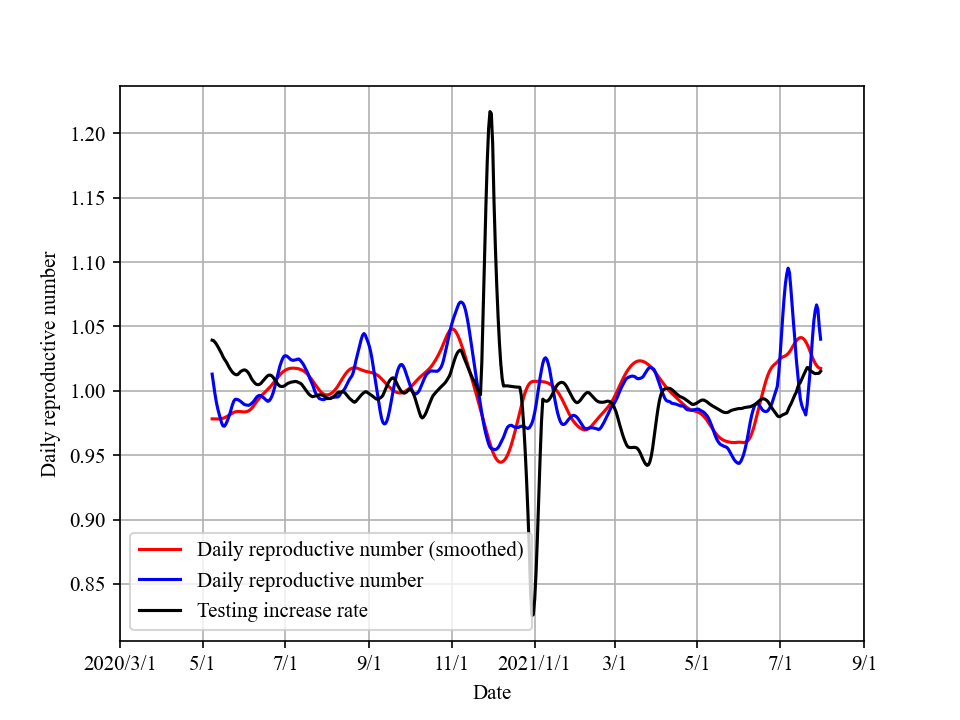 1.20
1.15
1.10
1.05
1.00
0.95
0.90
0.85
Daily reproductive number
Daily reproductive number (smoothed)
Daily reproductive number
Testing increase rate
2020/3/1 5/1 7/1 9/1 11/1 2021/1/1 3/1 5/1 7/1 9/1
Date